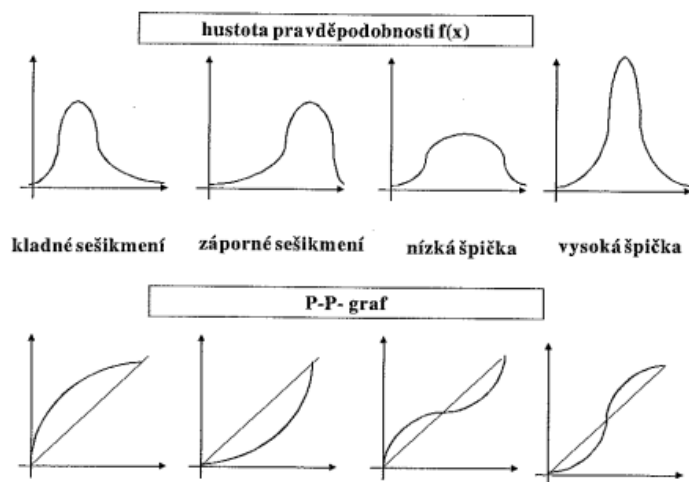 hustota pravděpodobnosti f(x)
kladné sešikmení
záporné sešikmení
nízká špička
vysoká špička
P-P- graf